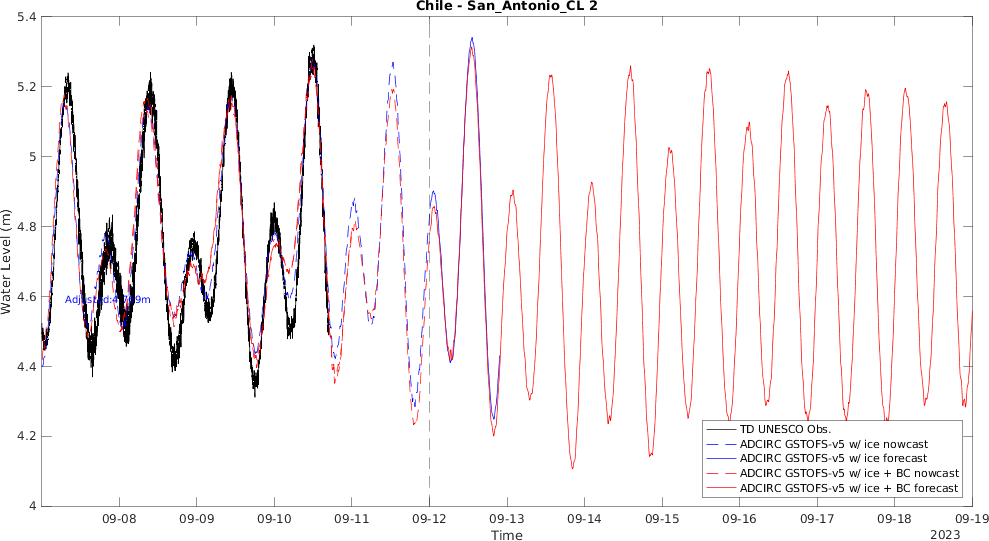 Chile - San_Antonio_CL 2
5.4
5.2
5
4.8
4.6
4.4
4.2
4
Water Level (m)
TD UNESCO Obs.
ADCIRC GSTOFS-v5 w/ ice nowcast
ADCIRC GSTOFS-v5 w/ ice forecast
ADCIRC GSTOFS-v5 w/ ice + BC nowcast
ADCIRC GSTOFS-v5 w/ ice + BC forecast
09-08 09-09 09-10 09-11 09-12 09-13 09-14 09-15 09-16 09-17 09-18 09-19
Time
2023